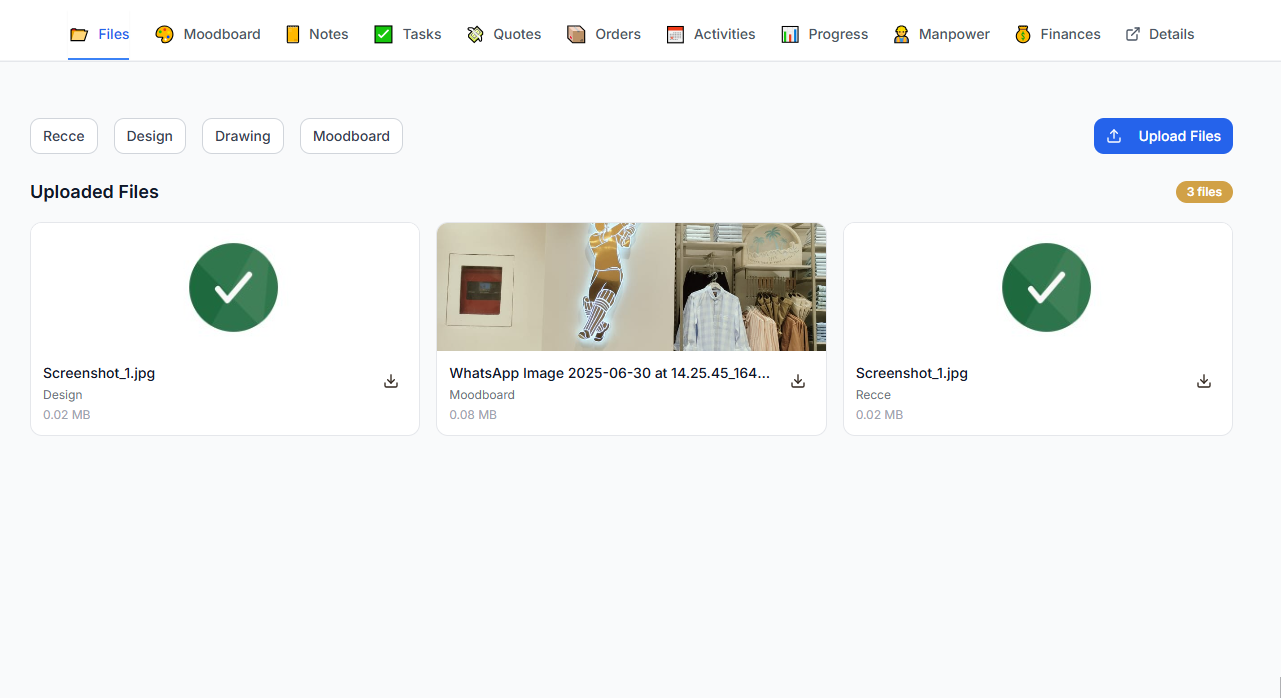 Files Moodboard Notes Tasks Quotes Orders Activities Progress Manpower Finances Details
Recce Design Drawing Moodboard Upload Files
Uploaded Files 3 files
Screenshot_1.jpg
Design
0.02 MB
WhatsApp Image 2025-06-30 at 14.25.45_164...
Moodboard
0.08 MB
Screenshot_1.jpg
Recce
0.02 MB